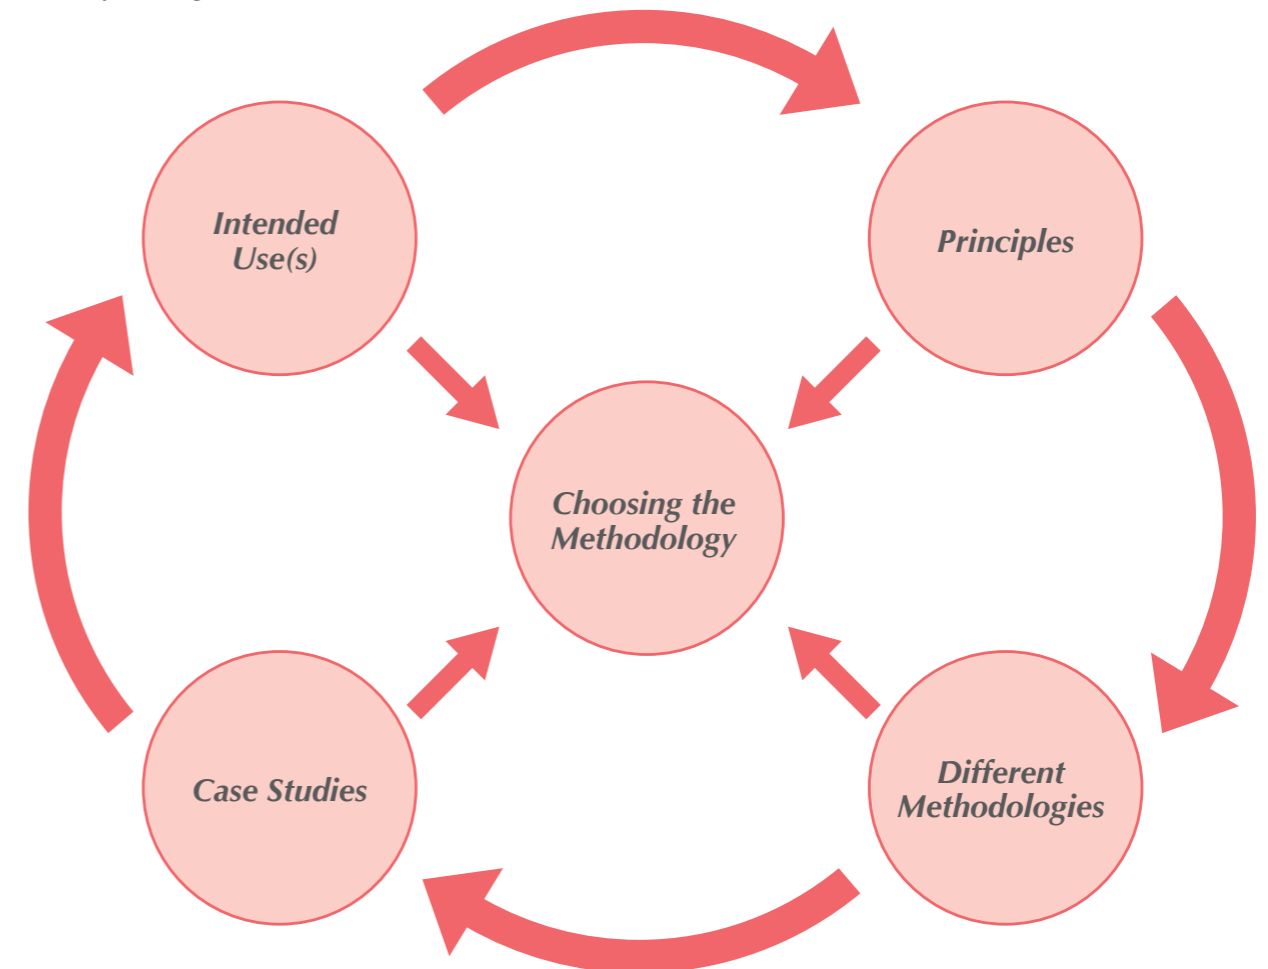 Intended
Use(s)
Principles
Choosing the
Methodology
Case Studies
Different
Methodologies